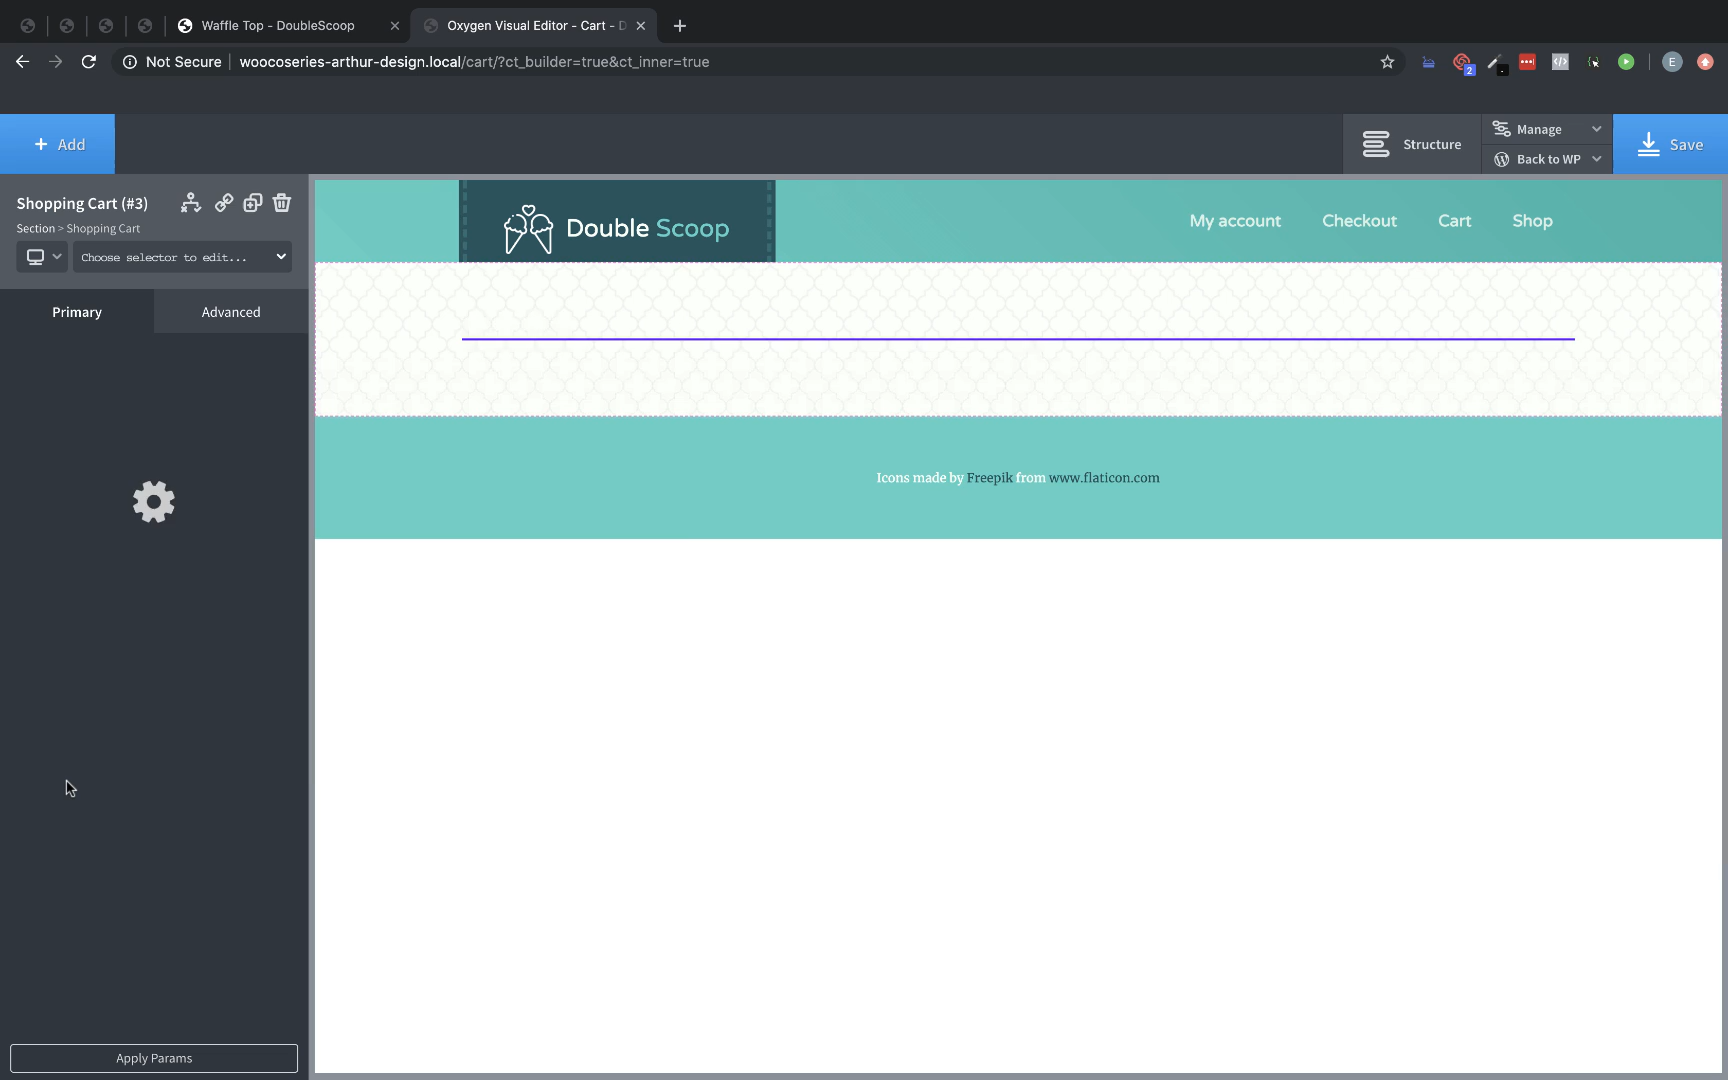 Waffle Top - DoubleScoop
Oxygen Visual Editor - Cart - D
Not Secure
woocoseries-arthur-design.local/cart/?ct_builder=true&ct_inner=true
2
E
+ Add
Structure
Manage
Back to WP
Save
Shopping Cart (#3)
Section > Shopping Cart
Choose selector to edit...
Primary
Advanced
Double Scoop
My account
Checkout
Cart
Shop
Icons made by Freepik from www.flaticon.com
Apply Params